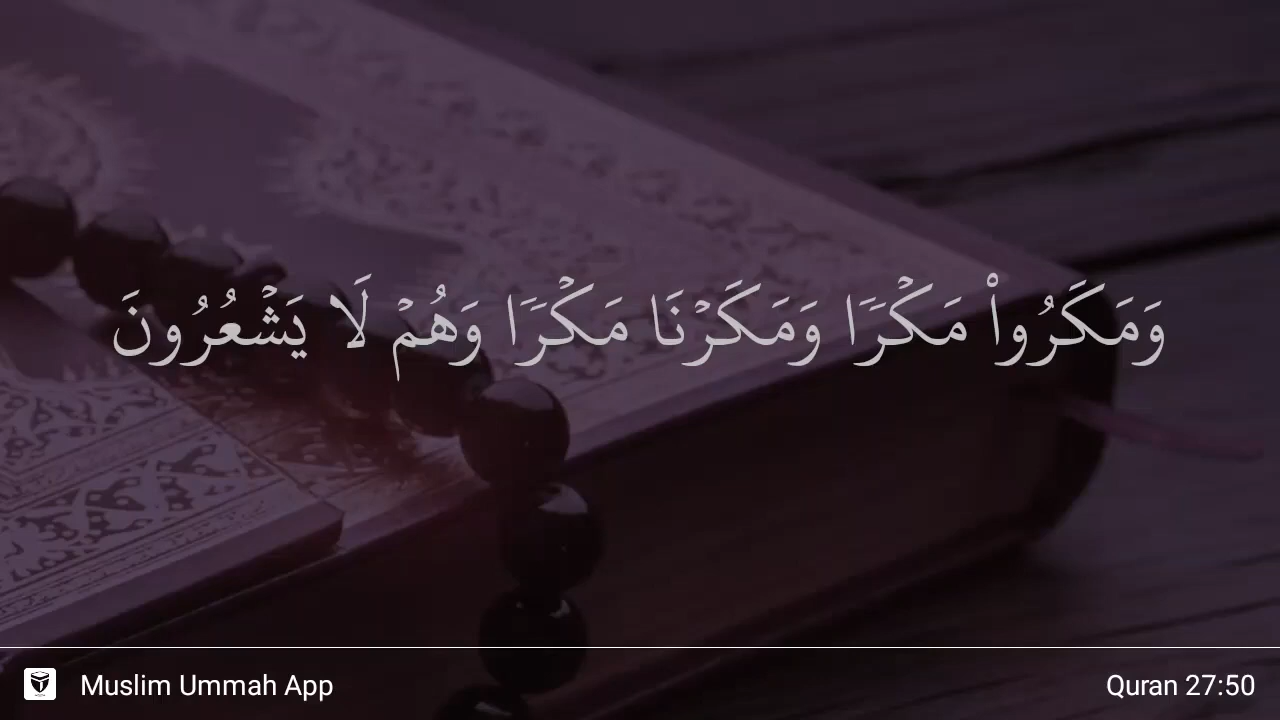 وَمَكَرُوا۟ مَكْرًا وَمَكَرْنَا مَكْرًا وَهُمْ لَا يَشْعُرُونَ
Muslim Ummah App
Quran 27:50